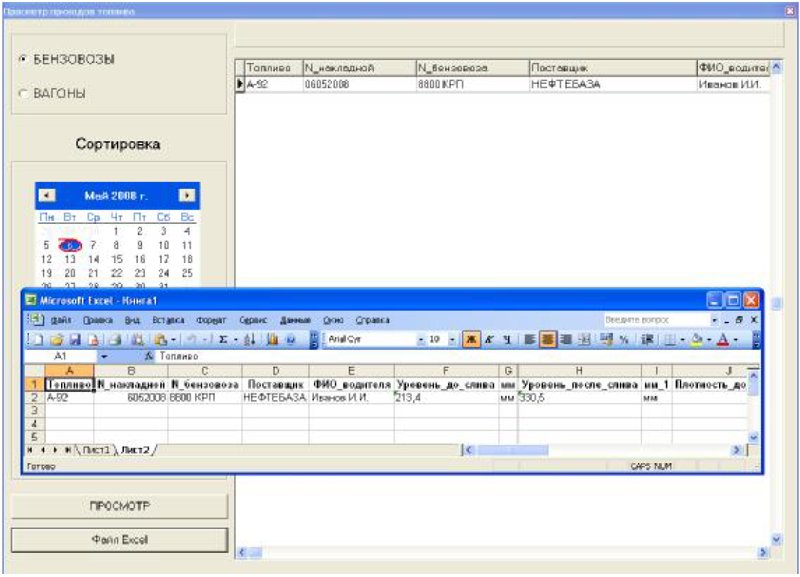 Просмотр приходов топлива
БЕНЗОВОЗЫ
ВАГОНЫ
Топливо N_накладной N_бензовоза Поставщик ФИО_водител
А-92 06052008 8800 КРП НЕФТЕБАЗА Иванов И.И.
Сортировка
Май 2008 г.
Пн Вт Ср Чт Пт Сб Вс
1 2 3 4
5 6 7 8 9 10 11
12 13 14 15 16 17 18
19 20 21 22 23 24 25
26 27 28 29 30 31
Microsoft Excel - Книга1
Файл Правка Вид Вставка Формат Сервис Данные Окно Справка Введите вопрос
Arial Cyr 10 Ж К Ч
A1 fx Топливо
A B C D E F G H I J
1 Топливо N_накладной N_бензовоза Поставщик ФИО_водителя Уровень_до_слива мм Уровень_после_слива мм_1 Плотность_до
2 А-92 6052008 8800 КРП НЕФТЕБАЗА Иванов И.И. 213,4 мм 330,5 мм
3
4
5
Лист1 Лист2
Готово CAPS NUM
ПРОСМОТР
Файл Excel